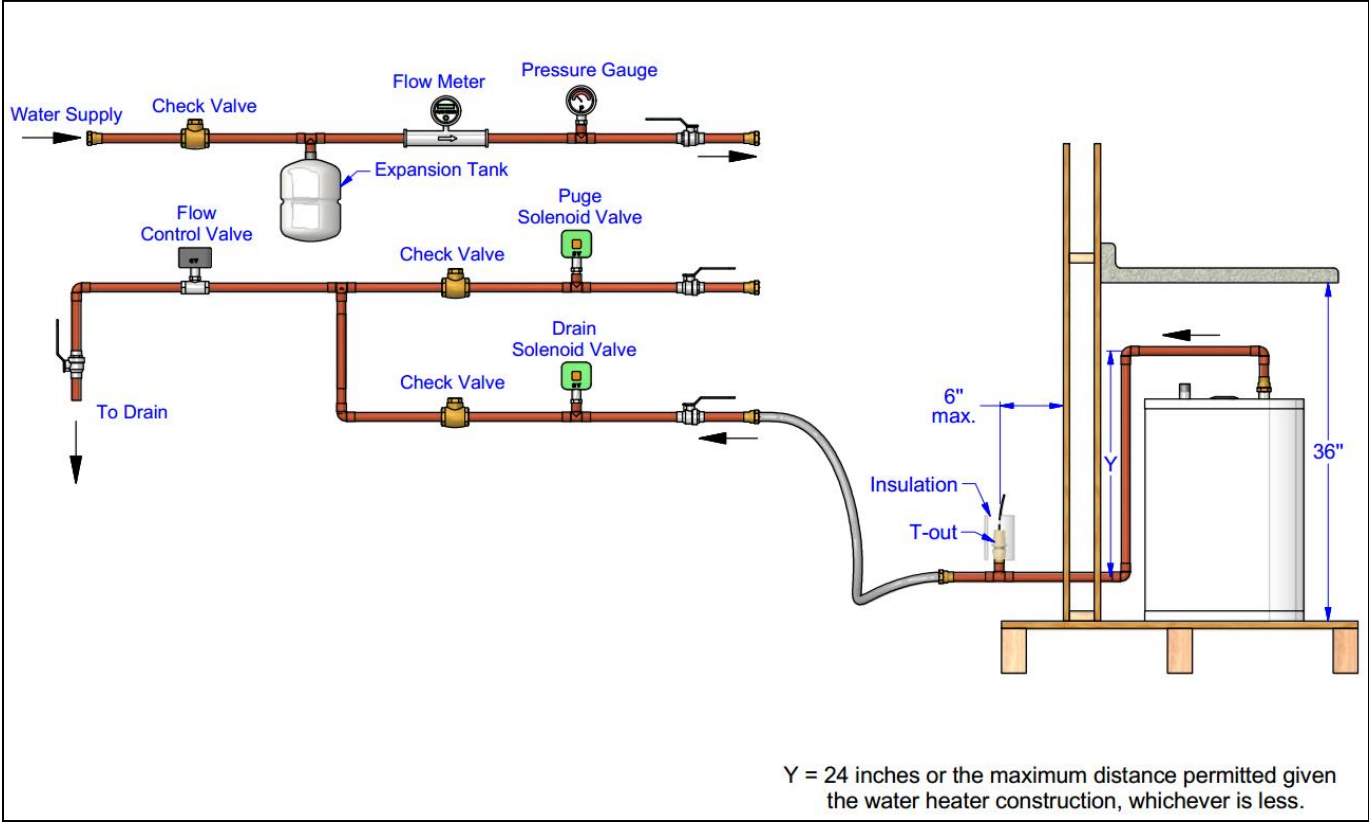 Water Supply
Check Valve
Flow Meter
Pressure Gauge
Expansion Tank
Flow
Control Valve
Check Valve
Puge
Solenoid Valve
Drain
Solenoid Valve
Check Valve
To Drain
6"
max.
Y
36"
Insulation
T-out
Y = 24 inches or the maximum distance permitted given
the water heater construction, whichever is less.